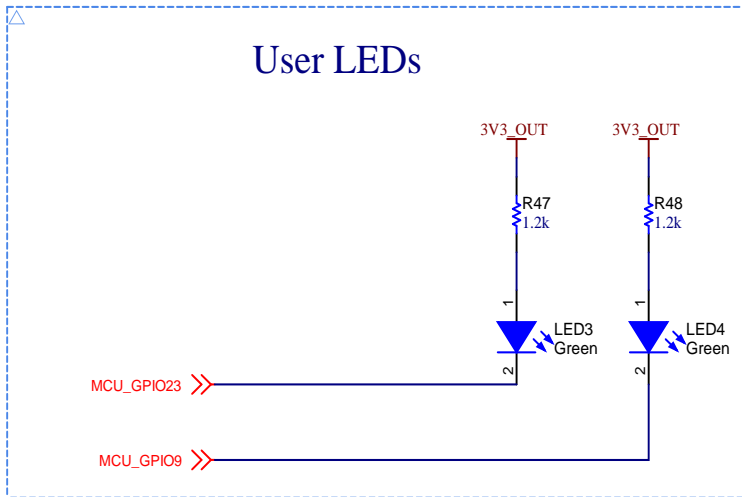 User LEDs
3V3_OUT 3V3_OUT
R47 R48
1.2k 1.2k
1 1
LED3 LED4
Green Green
2 2
MCU_GPIO23
MCU_GPIO9